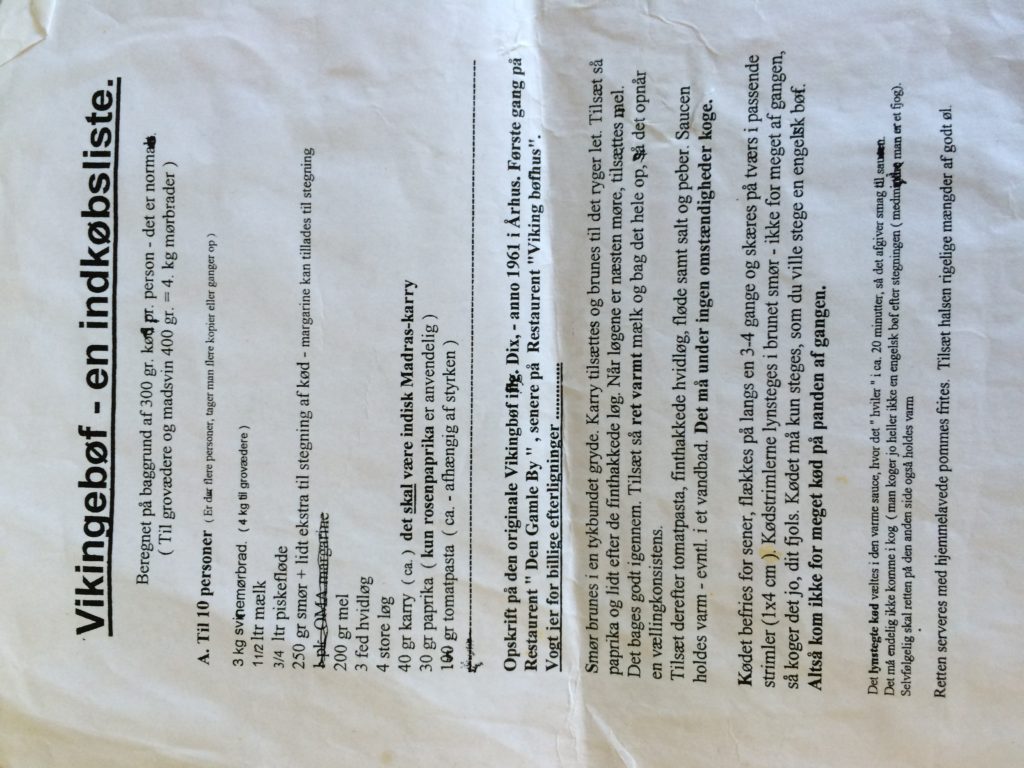 Vikingebøf - en indkøbsliste.
Beregnet på baggrund af 300 gr. kød pr. person - det er normalt.
( Til grovædere og madsvin 400 gr. = 4. kg mørbrader )
A. Til 10 personer ( Er der flere personer, tager man flere kopier eller ganger op )
3 kg svinemørbrad. ( 4 kg til grovædere )
1 1/2 ltr mælk
3/4 ltr piskefløde
250 gr smør + lidt ekstra til stegning af kød - margarine kan tillades til stegning
1 pk. OMA margarine
200 gr mel
3 fed hvidløg
4 store løg
40 gr karry ( ca. ) det skal være indisk Madras-karry
30 gr paprika ( kun rosenpaprika er anvendelig )
100 gr tomatpasta ( ca. - afhængig af styrken )
Opskrift på den originale Vikingbøf iflg. Dix, - anno 1961 i Århus. Første gang på
Restaurent " Den Gamle By " , senere på Restaurent "Viking bøfhus".
Vogt jer for billige efterligninger ............
Smør brunes i en tykbundet gryde. Karry tilsættes og brunes til det ryger let. Tilsæt så
paprika og lidt efter de finthakkede løg. Når løgene er næsten møre, tilsættes mel.
Det bages godt igennem. Tilsæt så ret varmt mælk og bag det hele op, så det opnår
en vællingkonsistens.
Tilsæt derefter tomatpasta, finthakkede hvidløg, fløde samt salt og peber. Saucen
holdes varm - evntl. i et vandbad. Det må under ingen omstændigheder koge.
Kødet befries for sener, flækkes på langs en 3-4 gange og skæres på tværs i passende
strimler (1x4 cm ). Kødstrimlerne lynsteges i brunet smør - ikke for meget af gangen,
så koger det jo, dit fjols. Kødet må kun steges, som du ville stege en engelsk bøf.
Altså kom ikke for meget kød på panden af gangen.
Det lynstegte kød væltes i den varme sauce, hvor det " hviler " i ca. 20 minutter, så det afgiver smag til saucen.
Det må endelig ikke komme i kog ( man koger jo heller ikke en engelsk bøf efter stegningen ( medmindre man er et fjog).
Selvfølgelig skal retten på den anden side også holdes varm
Retten serveres med hjemmelavede pommes frites. Tilsæt halsen rigelige mængder af godt øl.